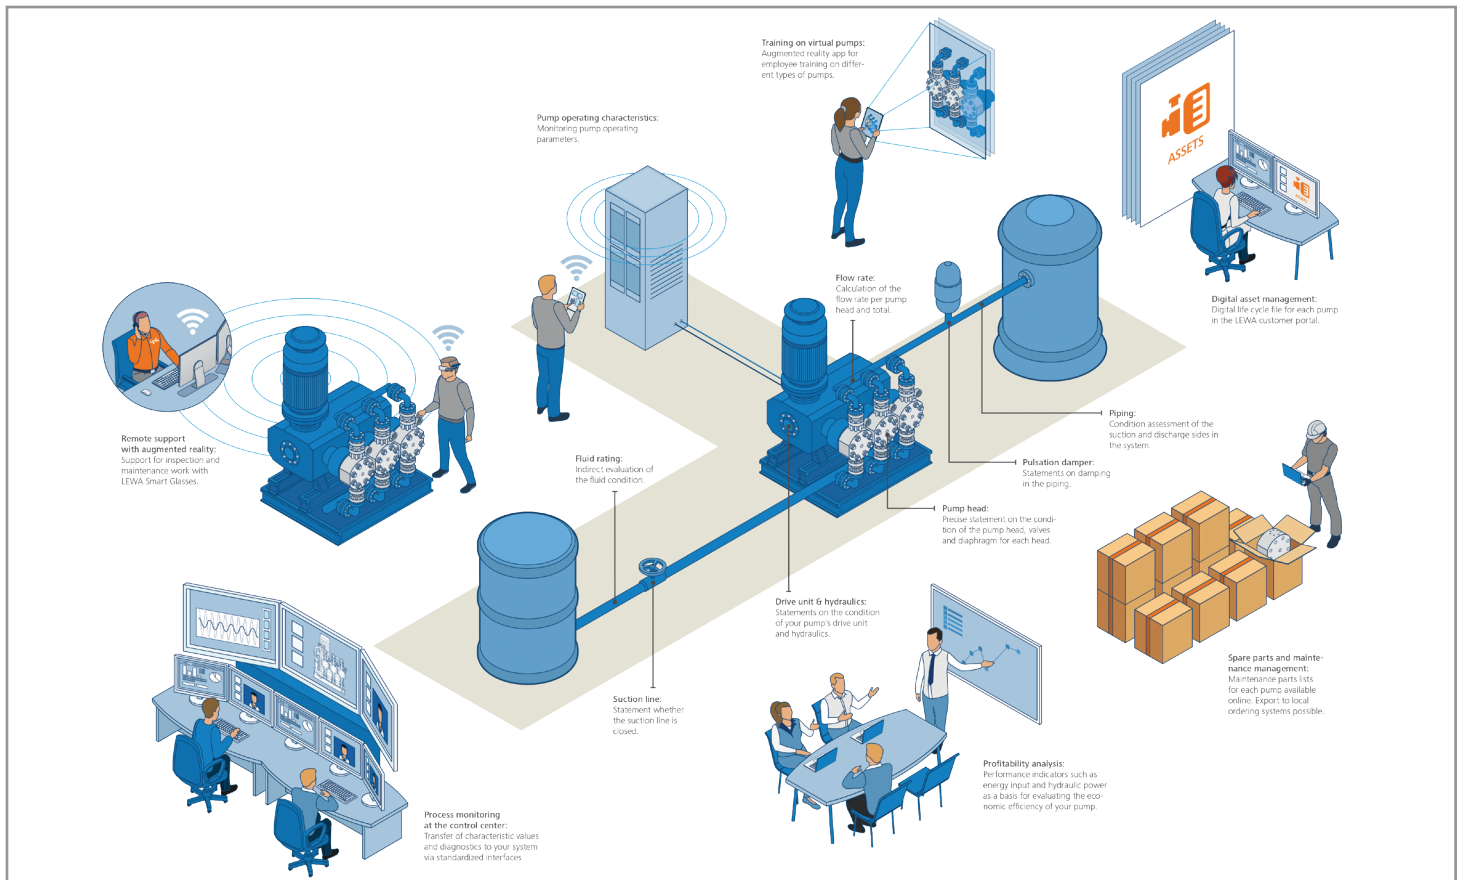 Training on virtual pumps:
Augmented reality app for
employee training on differ-
ent types of pumps.
ASSETS
ASSETS
Pump operating characteristics:
Monitoring pump operating
parameters.
Flow rate:
Calculation of the
flow rate per pump
head and total.
Digital asset management:
Digital life cycle file for each pump
in the LEWA customer portal.
Remote support
with augmented reality:
Support for inspection and
maintenance work with
LEWA Smart Glasses.
Fluid rating:
Indirect evaluation of
the fluid condition.
Piping:
Condition assessment of the
suction and discharge sides in
the system.
Pulsation damper:
Statements on damping
in the piping.
Pump head:
Precise statement on the condi-
tion of the pump head, valves
and diaphragm for each head.
Drive unit & hydraulics:
Statements on the condition
of your pump's drive unit
and hydraulics.
Suction line:
Statement whether
the suction line is
closed.
Spare parts and mainte-
nance management:
Maintenance parts lists
for each pump available
online. Export to local
ordering systems possible.
Profitability analysis:
Performance indicators such as
energy input and hydraulic power
as a basis for evaluating the eco-
nomic efficiency of your pump.
Process monitoring
at the control center:
Transfer of characteristic values
and diagnostics to your system
via standardized interfaces